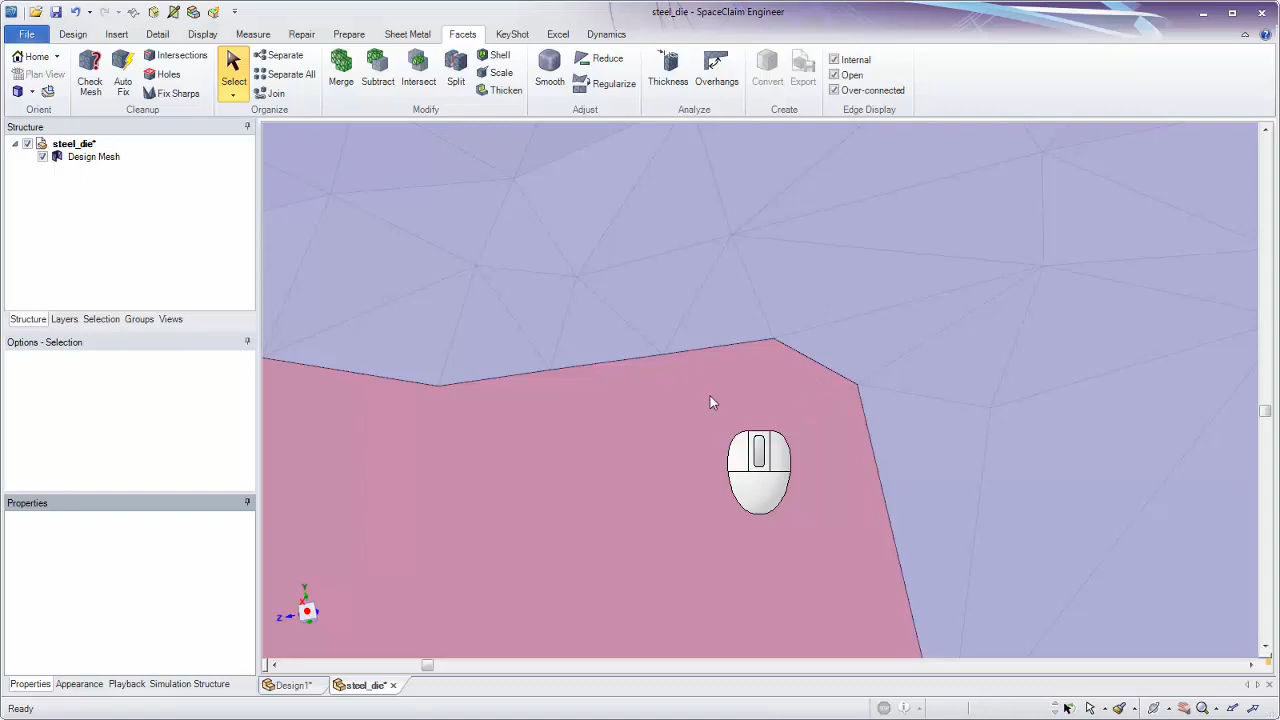 steel_die - SpaceClaim Engineer
File Design Insert Detail Display Measure Repair Prepare Sheet Metal Facets KeyShot Excel Dynamics
Home
Plan View
Orient
Check Mesh
Auto Fix
Intersections
Holes
Fix Sharps
Cleanup
Select
Separate
Separate All
Join
Organize
Merge
Subtract
Intersect
Split
Shell
Scale
Thicken
Modify
Smooth
Reduce
Regularize
Adjust
Thickness
Overhangs
Analyze
Convert
Export
Create
Internal
Open
Over-connected
Edge Display
Structure
steel_die*
Design Mesh
Structure Layers Selection Groups Views
Options - Selection
Properties
Y
X
Z
Properties Appearance Playback Simulation Structure
Design1* steel_die*
Ready